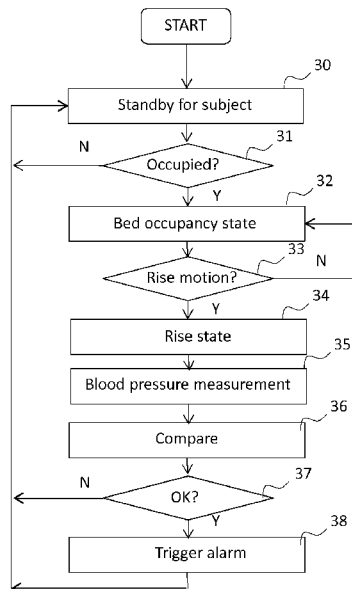 START
30
Standby for subject
31
N
Occupied?
32
Y
Bed occupancy state
33
N
Rise motion?
34
Y
Rise state
35
Blood pressure measurement
36
Compare
37
N
OK?
Y
38
Trigger alarm